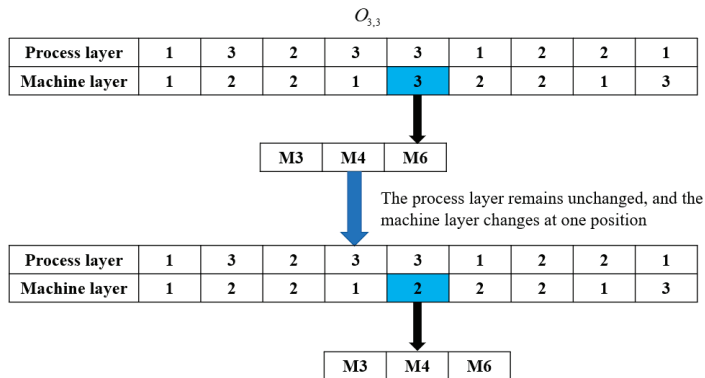 O3,3
Process layer 1 3 2 3 3 1 2 2 1
Machine layer 1 2 2 1 3 2 2 1 3
M3 M4 M6
The process layer remains unchanged, and the
machine layer changes at one position
Process layer 1 3 2 3 3 1 2 2 1
Machine layer 1 2 2 1 2 2 2 1 3
M3 M4 M6